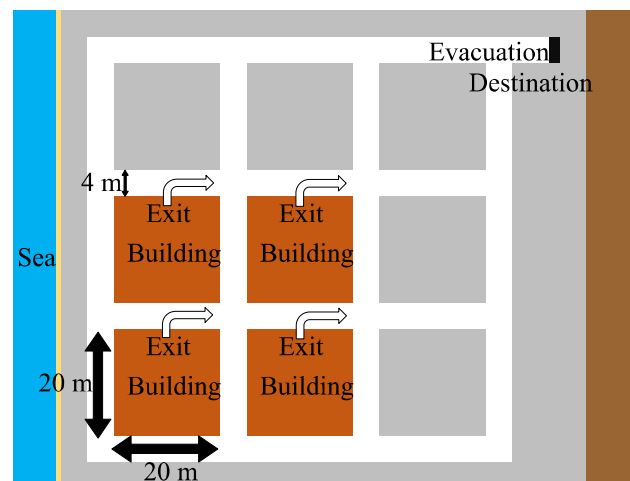 Evacuation
Destination
4 m
Exit
Building
Exit
Building
Sea
Exit
Building
Exit
Building
20 m
20 m